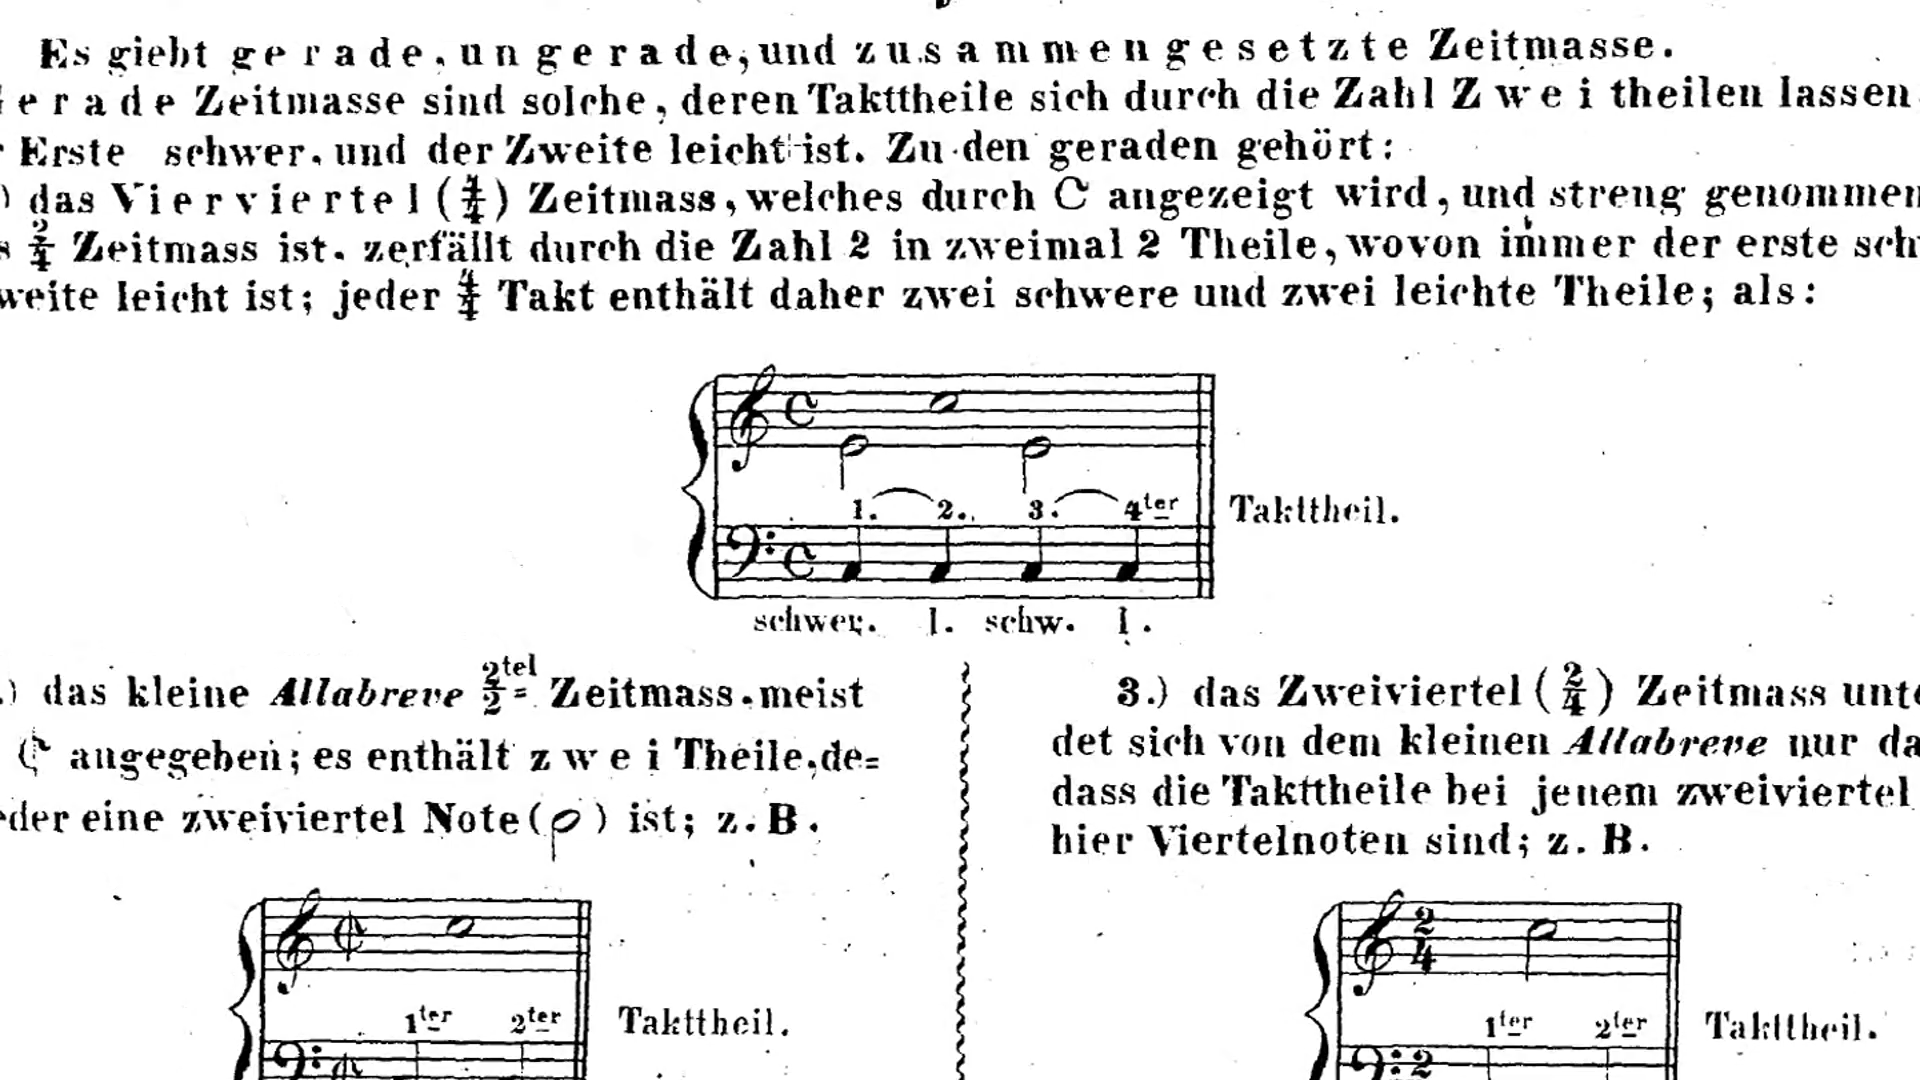 Es giebt gerade, ungerade, und zusammengesetzte Zeitmasse.
erade Zeitmasse sind solche, deren Takttheile sich durch die Zahl Zwei theilen lassen
Erste schwer, und der Zweite leicht ist. Zu den geraden gehört:
) das Vierviertel (4/4) Zeitmass, welches durch C angezeigt wird, und streng genommen
s 2/4 Zeitmass ist. zerfällt durch die Zahl 2 in zweimal 2 Theile, wovon immer der erste sch
weite leicht ist; jeder 4/4 Takt enthält daher zwei schwere und zwei leichte Theile; als:
1. 2. 3. 4ter Takttheil.
schwer. l. schw. l.
.) das kleine Allabreve 2/2tel= Zeitmass. meist
angegeben; es enthält zwei Theile, de=
der eine zweiviertel Note ( ) ist; z. B.
1ter 2ter Takttheil.
3.) das Zweiviertel (2/4) Zeitmass unte
det sich von dem kleinen Allabreve nur da
dass die Takttheile bei jenem zweiviertel
hier Viertelnoten sind; z. B.
2/4
1ter 2ter Takttheil.
2